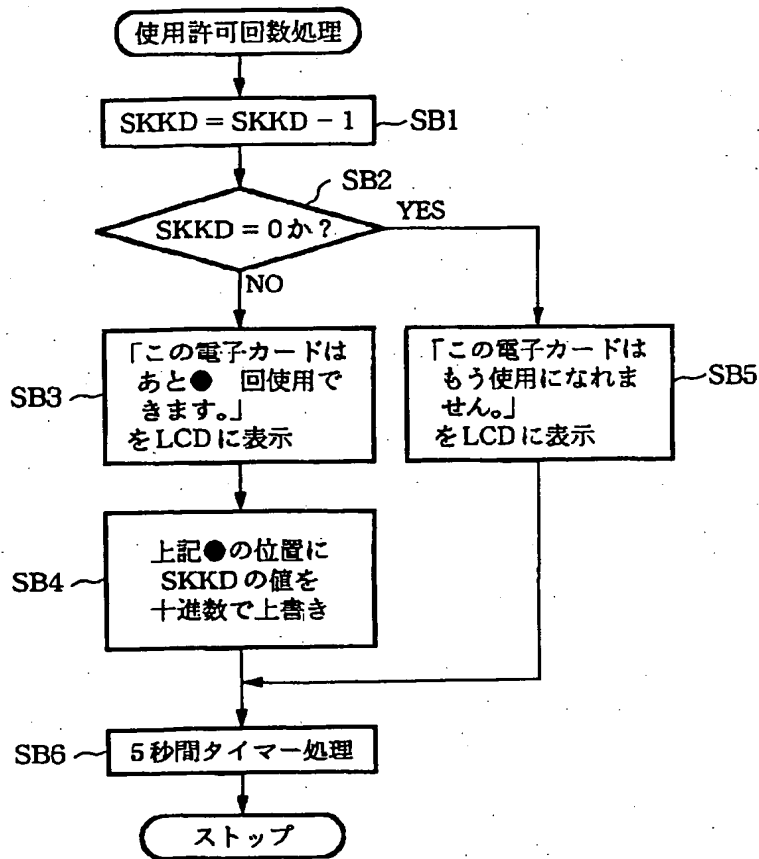 使用許可回数処理
SKKD = SKKD - 1
SB1
SB2
SKKD = 0か?
YES
NO
SB3
「この電子カードは
あと● 回使用で
きます。」
をLCDに表示
「この電子カードは
もう使用になれま
せん。」
をLCDに表示
SB5
SB4
上記●の位置に
SKKDの値を
十進数で上書き
SB6
5秒間タイマー処理
ストップ